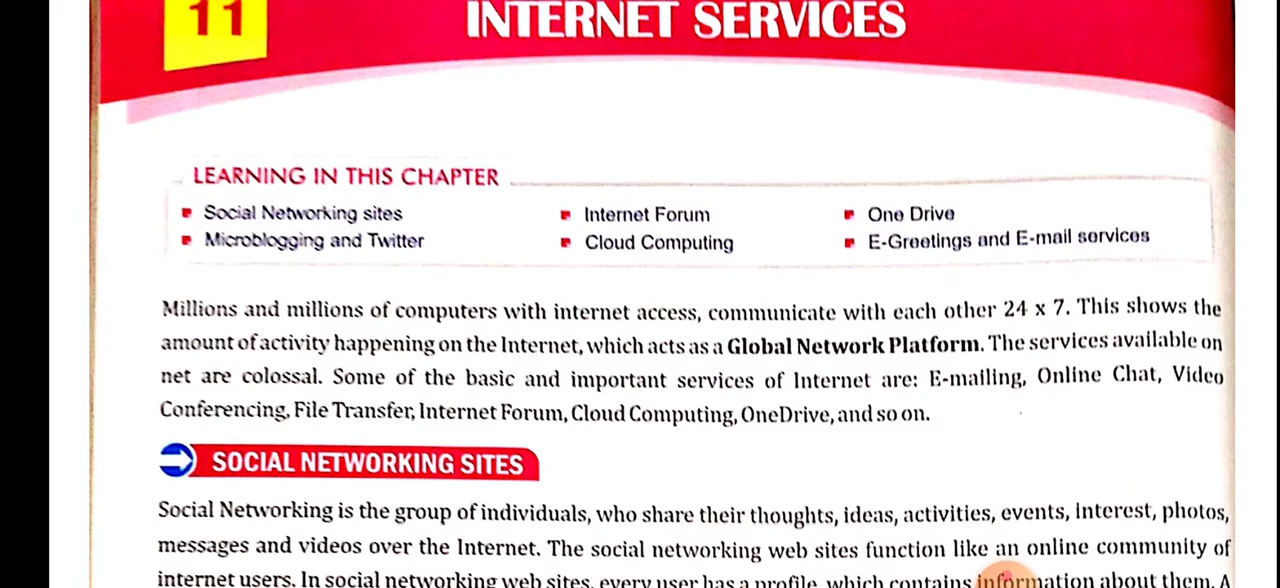 11
INTERNET SERVICES
LEARNING IN THIS CHAPTER
Social Networking sites
Microblogging and Twitter
Internet Forum
Cloud Computing
One Drive
E-Greetings and E-mail services
Millions and millions of computers with internet access, communicate with each other 24 x 7. This shows the
amount of activity happening on the Internet, which acts as a Global Network Platform. The services available on
net are colossal. Some of the basic and important services of Internet are: E-mailing, Online Chat, Video
Conferencing, File Transfer, Internet Forum, Cloud Computing, OneDrive, and so on.
SOCIAL NETWORKING SITES
Social Networking is the group of individuals, who share their thoughts, ideas, activities, events, interest, photos,
messages and videos over the Internet. The social networking web sites function like an online community of
internet users. In social networking web sites, every user has a profile, which contains information about them. A